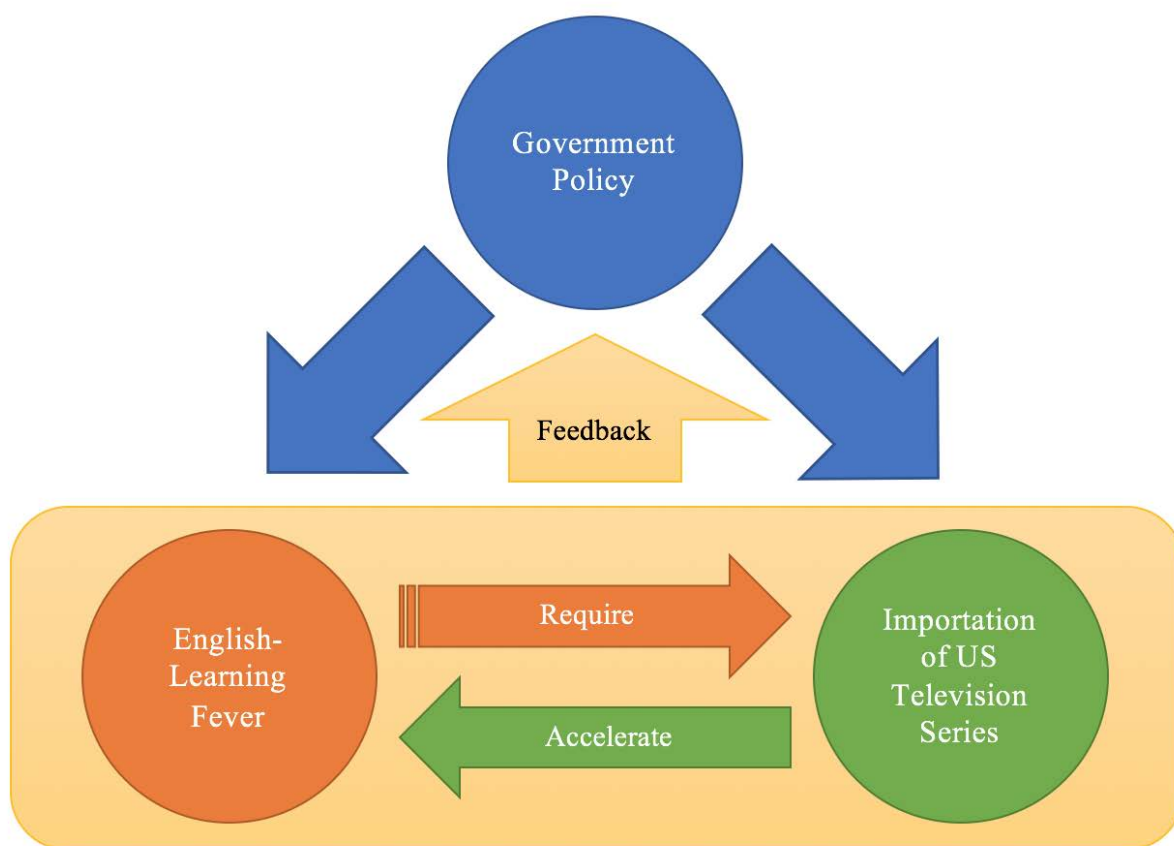 Government
Policy
Feedback
English-
Learning
Fever
Require
Accelerate
Importation
of US
Television
Series